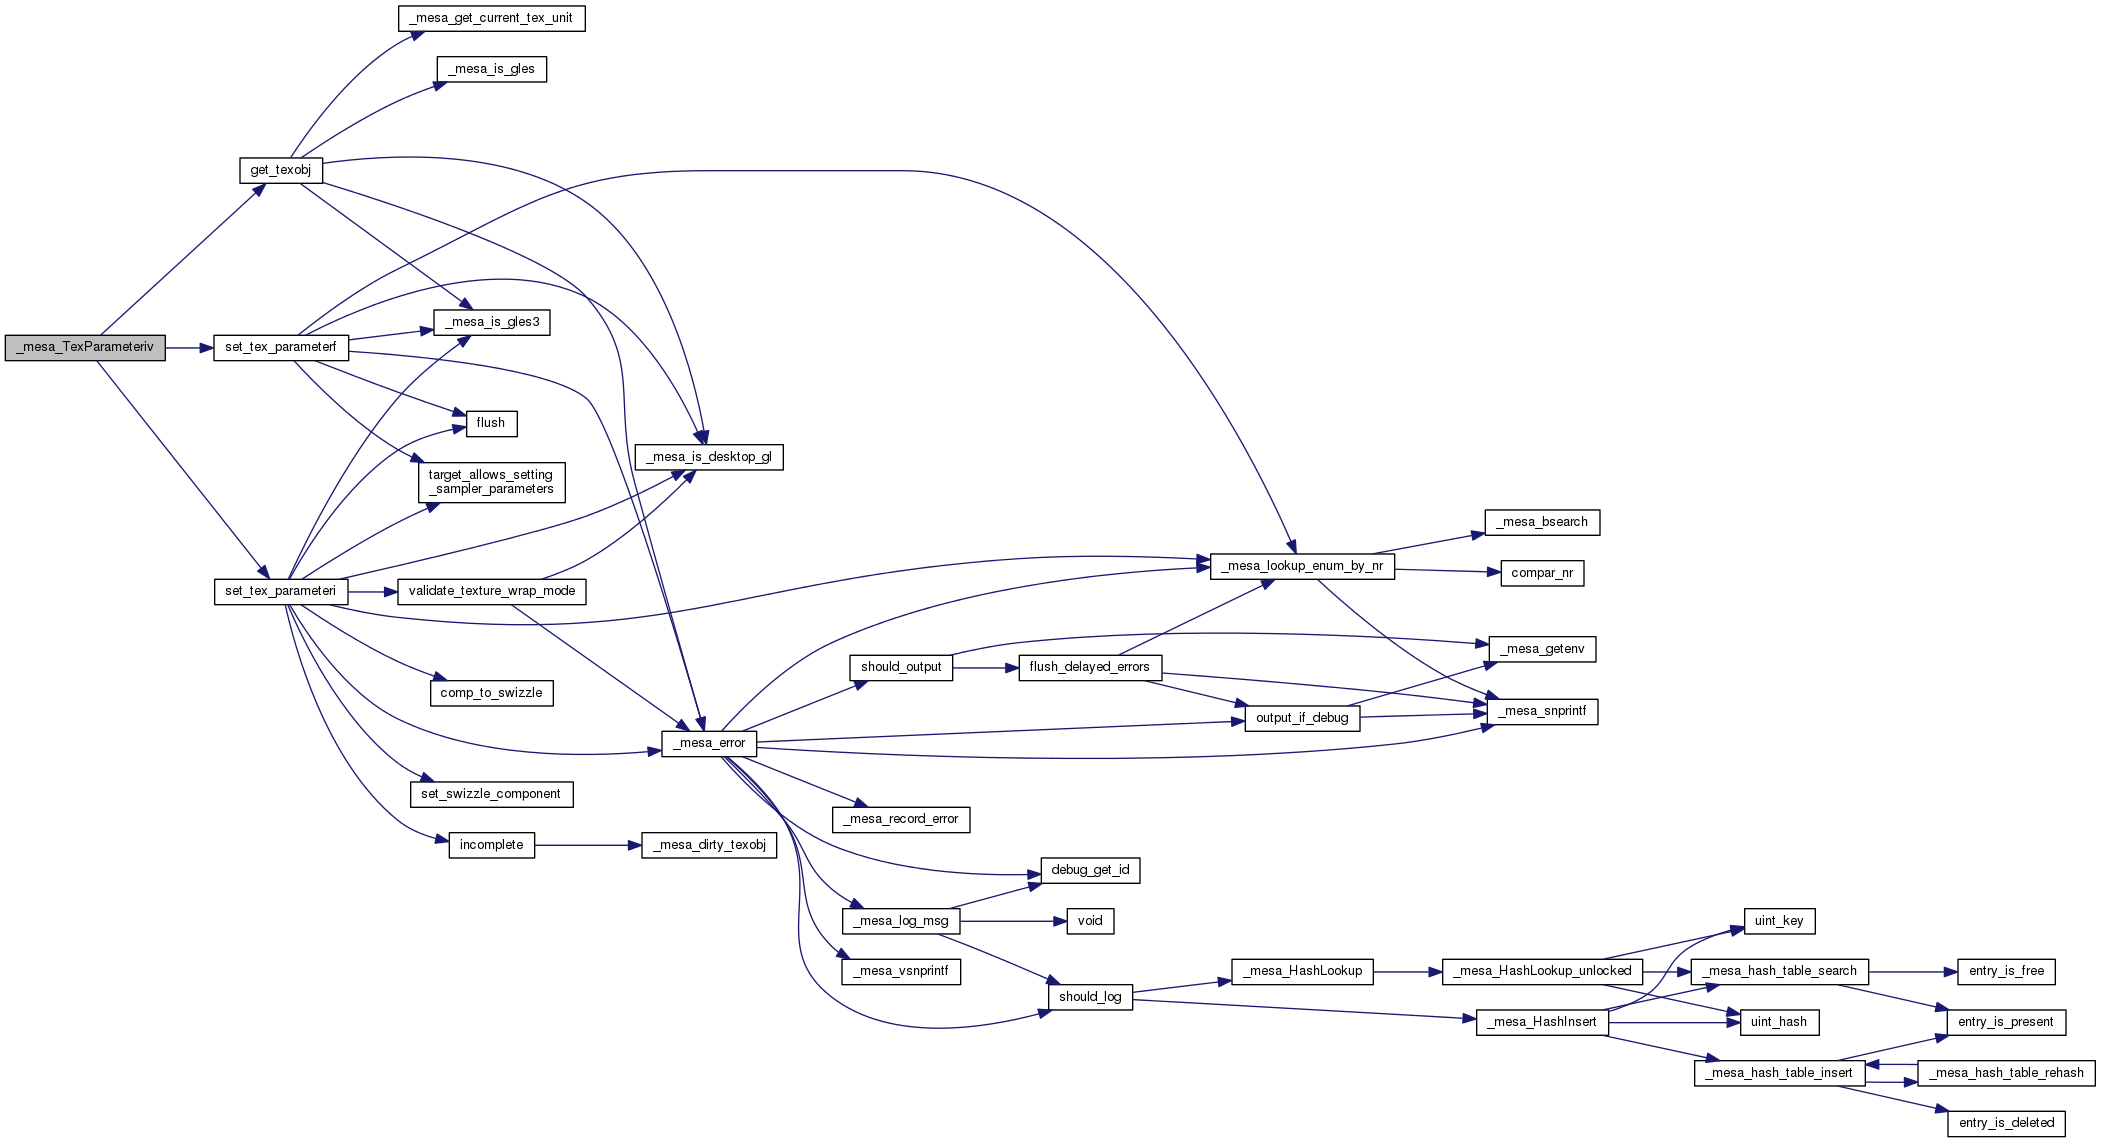 _mesa_get_current_tex_unit
_mesa_is_gles
get_texobj
_mesa_is_gles3
_mesa_TexParameteriv
set_tex_parameterf
flush
_mesa_is_desktop_gl
target_allows_setting
_sampler_parameters
_mesa_bsearch
_mesa_lookup_enum_by_nr
compar_nr
set_tex_parameteri
validate_texture_wrap_mode
_mesa_getenv
should_output
flush_delayed_errors
comp_to_swizzle
_mesa_snprintf
output_if_debug
_mesa_error
set_swizzle_component
_mesa_record_error
incomplete
_mesa_dirty_texobj
debug_get_id
_mesa_log_msg
void
uint_key
_mesa_vsnprintf
_mesa_HashLookup
_mesa_HashLookup_unlocked
_mesa_hash_table_search
entry_is_free
should_log
_mesa_HashInsert
uint_hash
entry_is_present
_mesa_hash_table_insert
_mesa_hash_table_rehash
entry_is_deleted